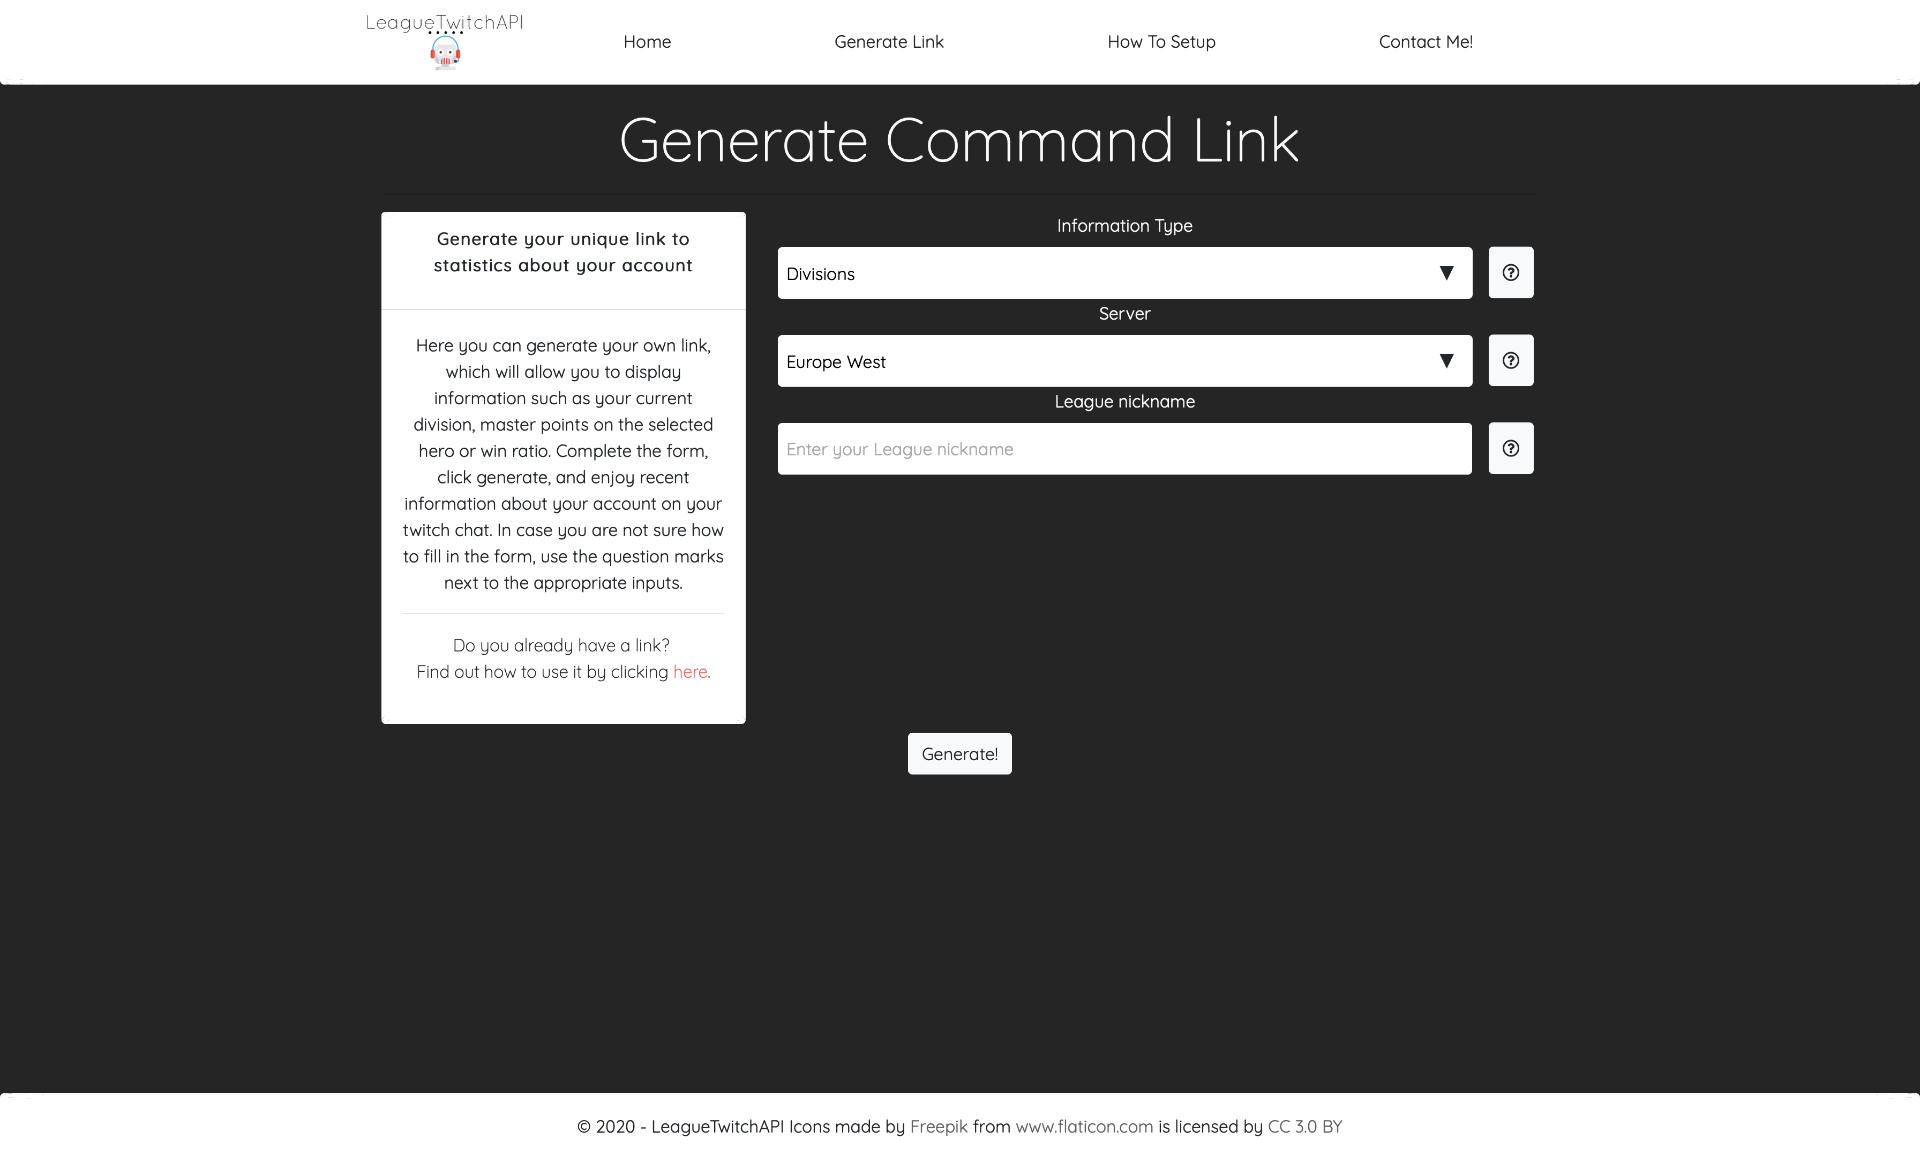 LeagueTwitchAPI
Home
Generate Link
How To Setup
Contact Me!
Generate Command Link
Generate your unique link to
statistics about your account
Here you can generate your own link,
which will allow you to display
information such as your current
division, master points on the selected
hero or win ratio. Complete the form,
click generate, and enjoy recent
information about your account on your
twitch chat. In case you are not sure how
to fill in the form, use the question marks
next to the appropriate inputs.
Do you already have a link?
Find out how to use it by clicking here.
Information Type
Divisions
Server
Europe West
League nickname
Enter your League nickname
Generate!
© 2020 - LeagueTwitchAPI Icons made by Freepik from www.flaticon.com is licensed by CC 3.0 BY